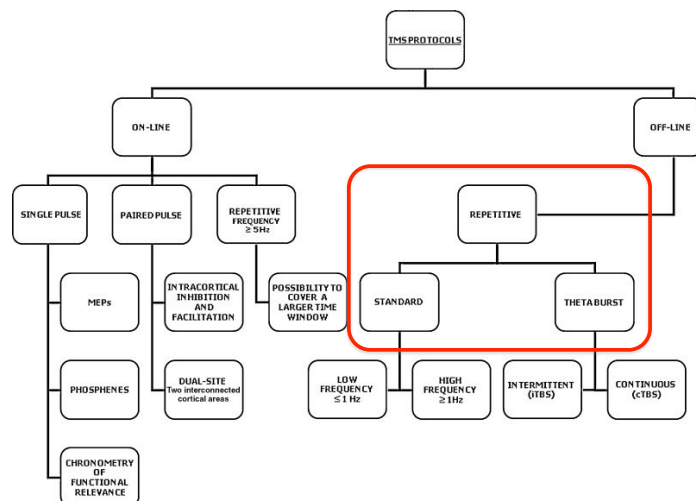 TMS PROTOCOLS
ON-LINE
OFF-LINE
SINGLE PULSE
PAIRED PULSE
REPETITIVE
FREQUENCY
≥ 5Hz
REPETITIVE
MEPs
INTRACORTICAL
INHIBITION
AND
FACILITATION
POSSIBILITY TO
COVER A
LARGER TIME
WINDOW
STANDARD
THETABURST
PHOSPHENES
DUAL-SITE
Two interconnected
cortical areas
LOW
FREQUENCY
≤ 1 Hz
HIGH
FREQUENCY
≥ 1Hz
INTERMITTENT
(iTBS)
CONTINUOUS
(cTBS)
CHRONOMETRY
OF
FUNCTIONAL
RELEVANCE